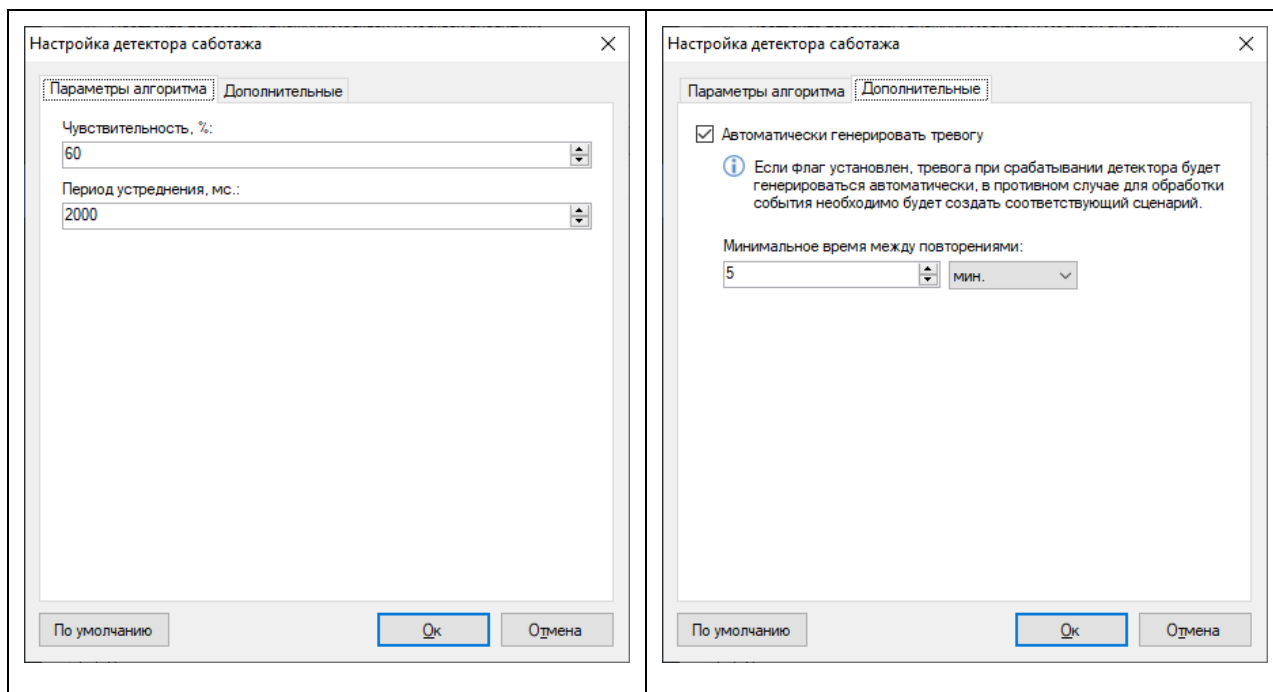 Настройка детектора саботажа
Параметры алгоритма Дополнительные
Чувствительность, %:
60
Период усреднения, мс.:
2000
По умолчанию Ок Отмена
Настройка детектора саботажа
Параметры алгоритма Дополнительные
Автоматически генерировать тревогу
Если флаг установлен, тревога при срабатывании детектора будет
генерироваться автоматически, в противном случае для обработки
события необходимо будет создать соответствующий сценарий.
Минимальное время между повторениями:
5 мин.
По умолчанию Ок Отмена